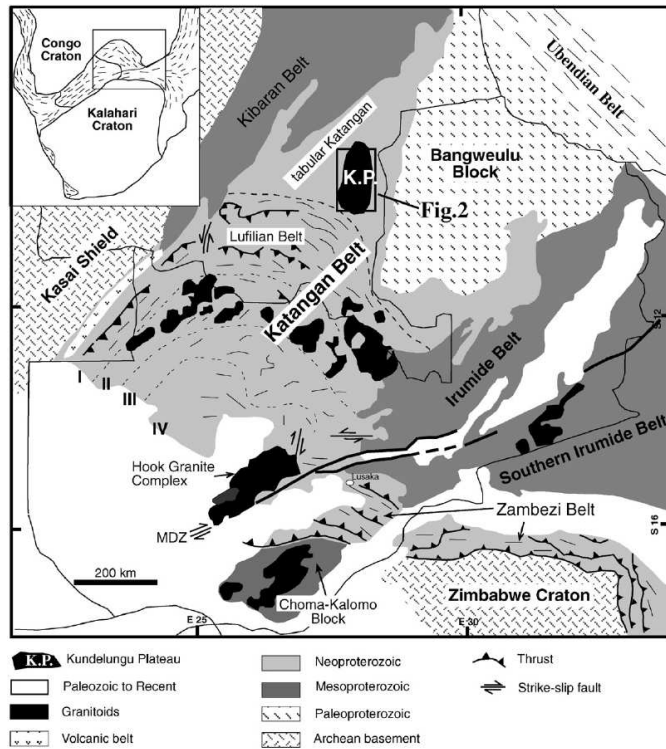 Congo
Craton
Kalahari
Craton
Kibaran Belt
Ubendian Belt
tabular Katangan
Bangweulu
Block
K.P.
Fig.2
Lufilian Belt
Kasai Shield
Katangan Belt
S 12
Irumide Belt
I
II
III
IV
Hook Granite
Complex
Southern Irumide Belt
Lusaka
MDZ
Zambezi Belt
S 16
200 km
Choma-Kalomo
Block
Zimbabwe Craton
E 25
E 30
K.P. Kundelungu Plateau
Paleozoic to Recent
Granitoids
Volcanic belt
Neoproterozoic
Mesoproterozoic
Paleoproterozoic
Archean basement
Thrust
Strike-slip fault